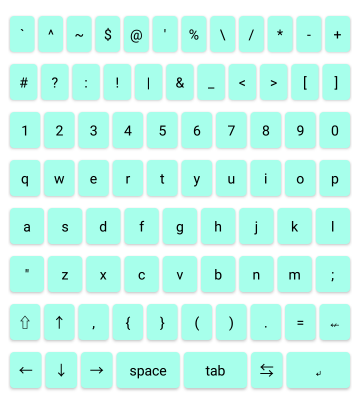 ` ^ ~ $ @ ' % \ / * - +
# ? : ! | & _ < > [ ]
1 2 3 4 5 6 7 8 9 0
q w e r t y u i o p
a s d f g h j k l
" z x c v b n m ;
⇧ ↑ , { } ( ) . = ⇜
← ↓ → space tab ⇆ ↲